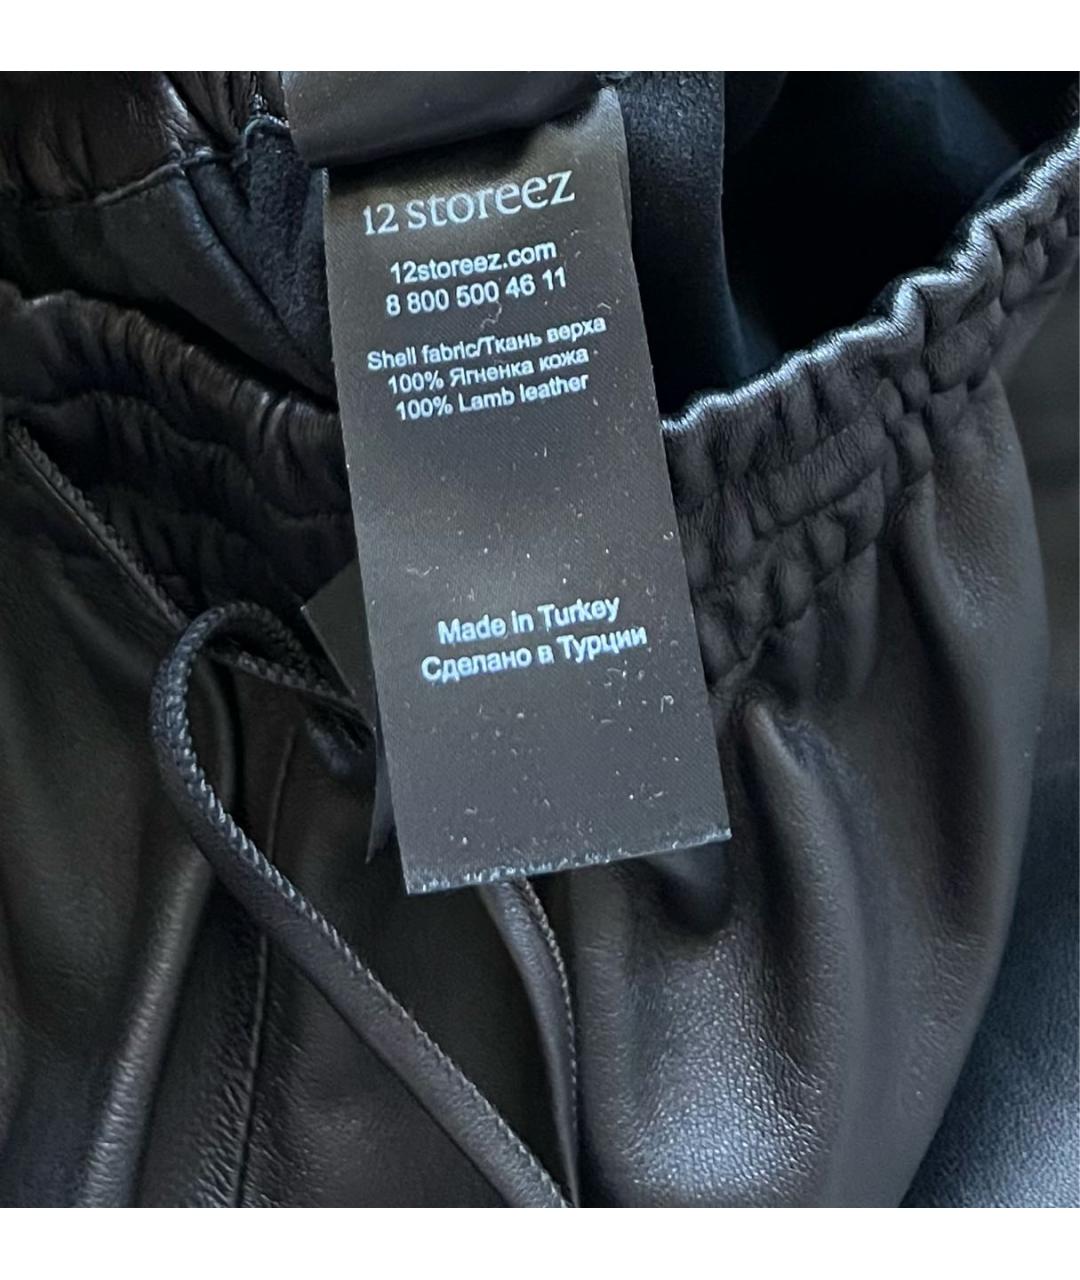 12 storeez
12storeez.com
8 800 500 46 11
Shell fabric/Ткань верха
100% Ягненка кожа
100% Lamb leather
Made in Turkey
Сделано в Турции